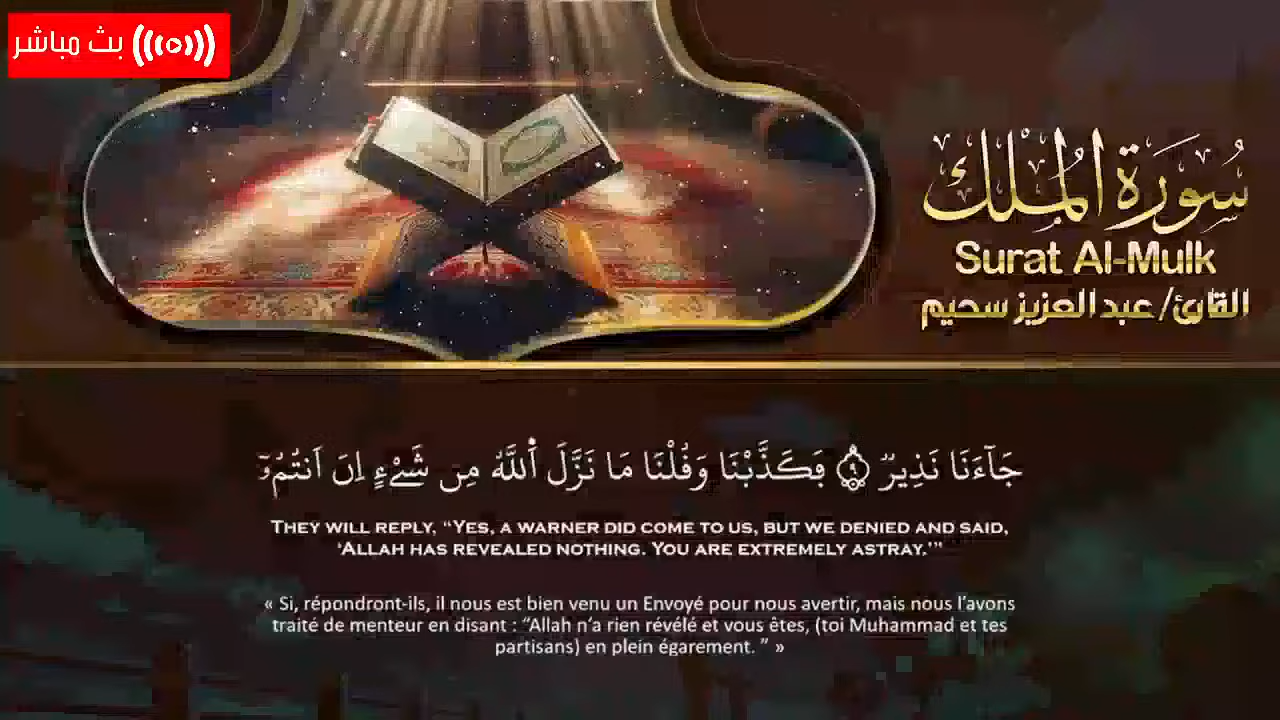 بث مباشر
سُورَة المُلك
Surat Al-Mulk
القارئ/ عبد العزيز سحيم
جَآءَنَا نَذِيرٞ ٩ فَكَذَّبْنَا وَقُلْنَا مَا نَزَّلَ اَ۬للَّهُ مِن شَےْءٍ اِنَ اَنتُمُۥٓ
THEY WILL REPLY, “YES, A WARNER DID COME TO US, BUT WE DENIED AND SAID,
‘ALLAH HAS REVEALED NOTHING. YOU ARE EXTREMELY ASTRAY.’”
« Si, répondront-ils, il nous est bien venu un Envoyé pour nous avertir, mais nous l’avons
traité de menteur en disant : “Allah n’a rien révélé et vous êtes, (toi Muhammad et tes
partisans) en plein égarement. ” »